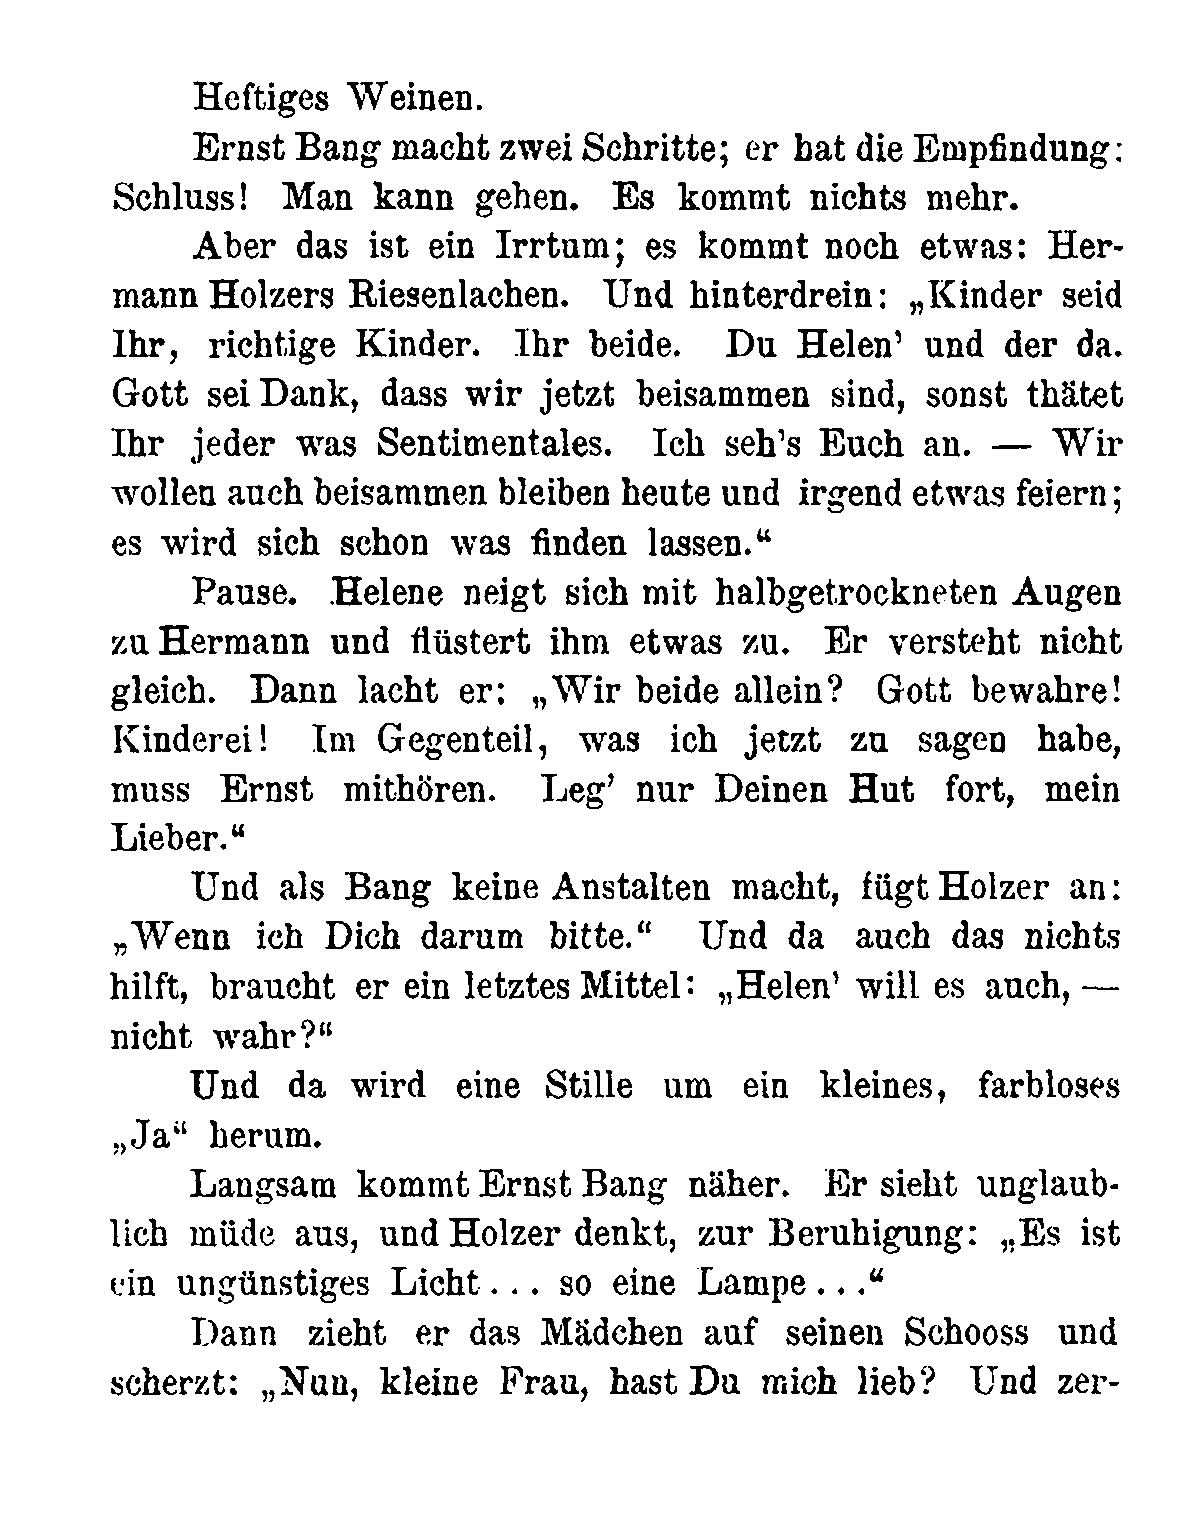 Heftiges Weinen.
Ernst Bang macht zwei Schritte; er hat die Empfindung:
Schluss! Man kann gehen. Es kommt nichts mehr.
Aber das ist ein Irrtum; es kommt noch etwas: Her-
mann Holzers Riesenlachen. Und hinterdrein: „Kinder seid
Ihr, richtige Kinder. Ihr beide. Du Helen’ und der da.
Gott sei Dank, dass wir jetzt beisammen sind, sonst thätet
Ihr jeder was Sentimentales. Ich seh’s Euch an. — Wir
wollen auch beisammen bleiben heute und irgend etwas feiern;
es wird sich schon was finden lassen.“
Pause. Helene neigt sich mit halbgetrockneten Augen
zu Hermann und flüstert ihm etwas zu. Er versteht nicht
gleich. Dann lacht er: „Wir beide allein? Gott bewahre!
Kinderei! Im Gegenteil, was ich jetzt zu sagen habe,
muss Ernst mithören. Leg’ nur Deinen Hut fort, mein
Lieber.“
Und als Bang keine Anstalten macht, fügt Holzer an:
„Wenn ich Dich darum bitte.“ Und da auch das nichts
hilft, braucht er ein letztes Mittel: „Helen’ will es auch, —
nicht wahr?“
Und da wird eine Stille um ein kleines, farbloses
„Ja“ herum.
Langsam kommt Ernst Bang näher. Er sieht unglaub-
lich müde aus, und Holzer denkt, zur Beruhigung: „Es ist
ein ungünstiges Licht... so eine Lampe...“
Dann zieht er das Mädchen auf seinen Schooss und
scherzt: „Nun, kleine Frau, hast Du mich lieb? Und zer-